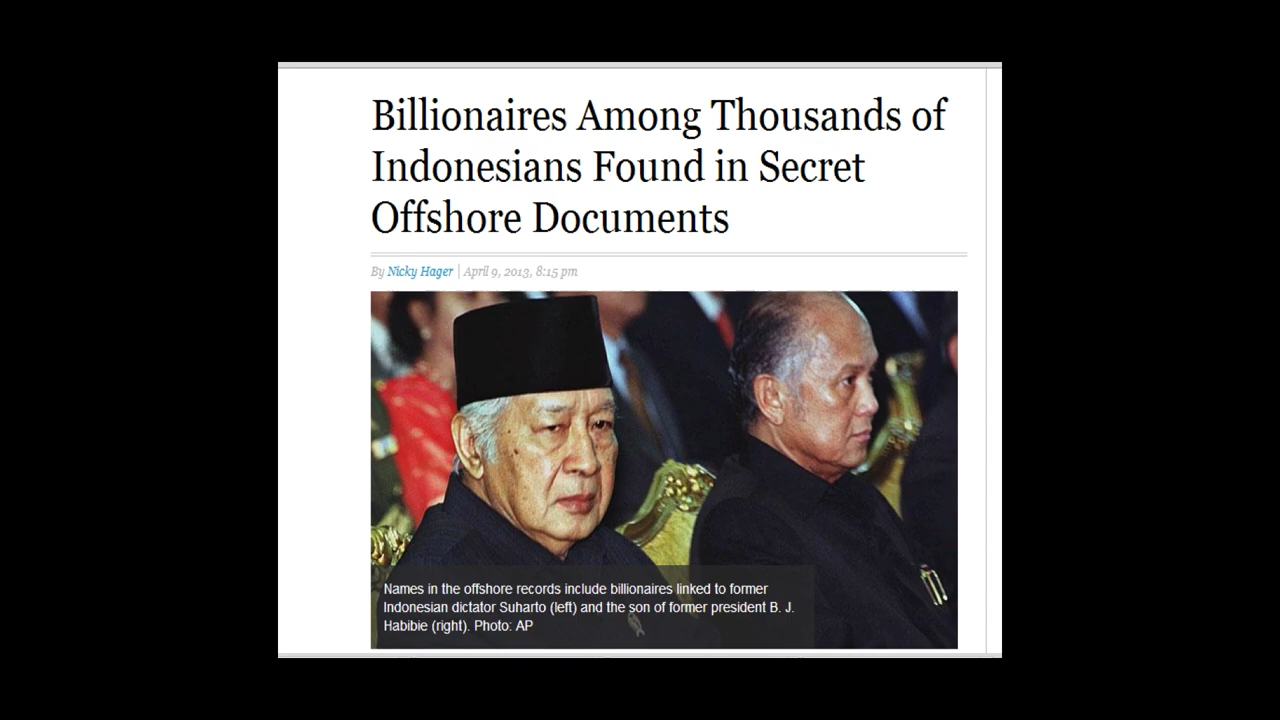 Billionaires Among Thousands of
Indonesians Found in Secret
Offshore Documents
By Nicky Hager | April 9, 2013, 8:15 pm
Names in the offshore records include billionaires linked to former
Indonesian dictator Suharto (left) and the son of former president B. J.
Habibie (right). Photo: AP